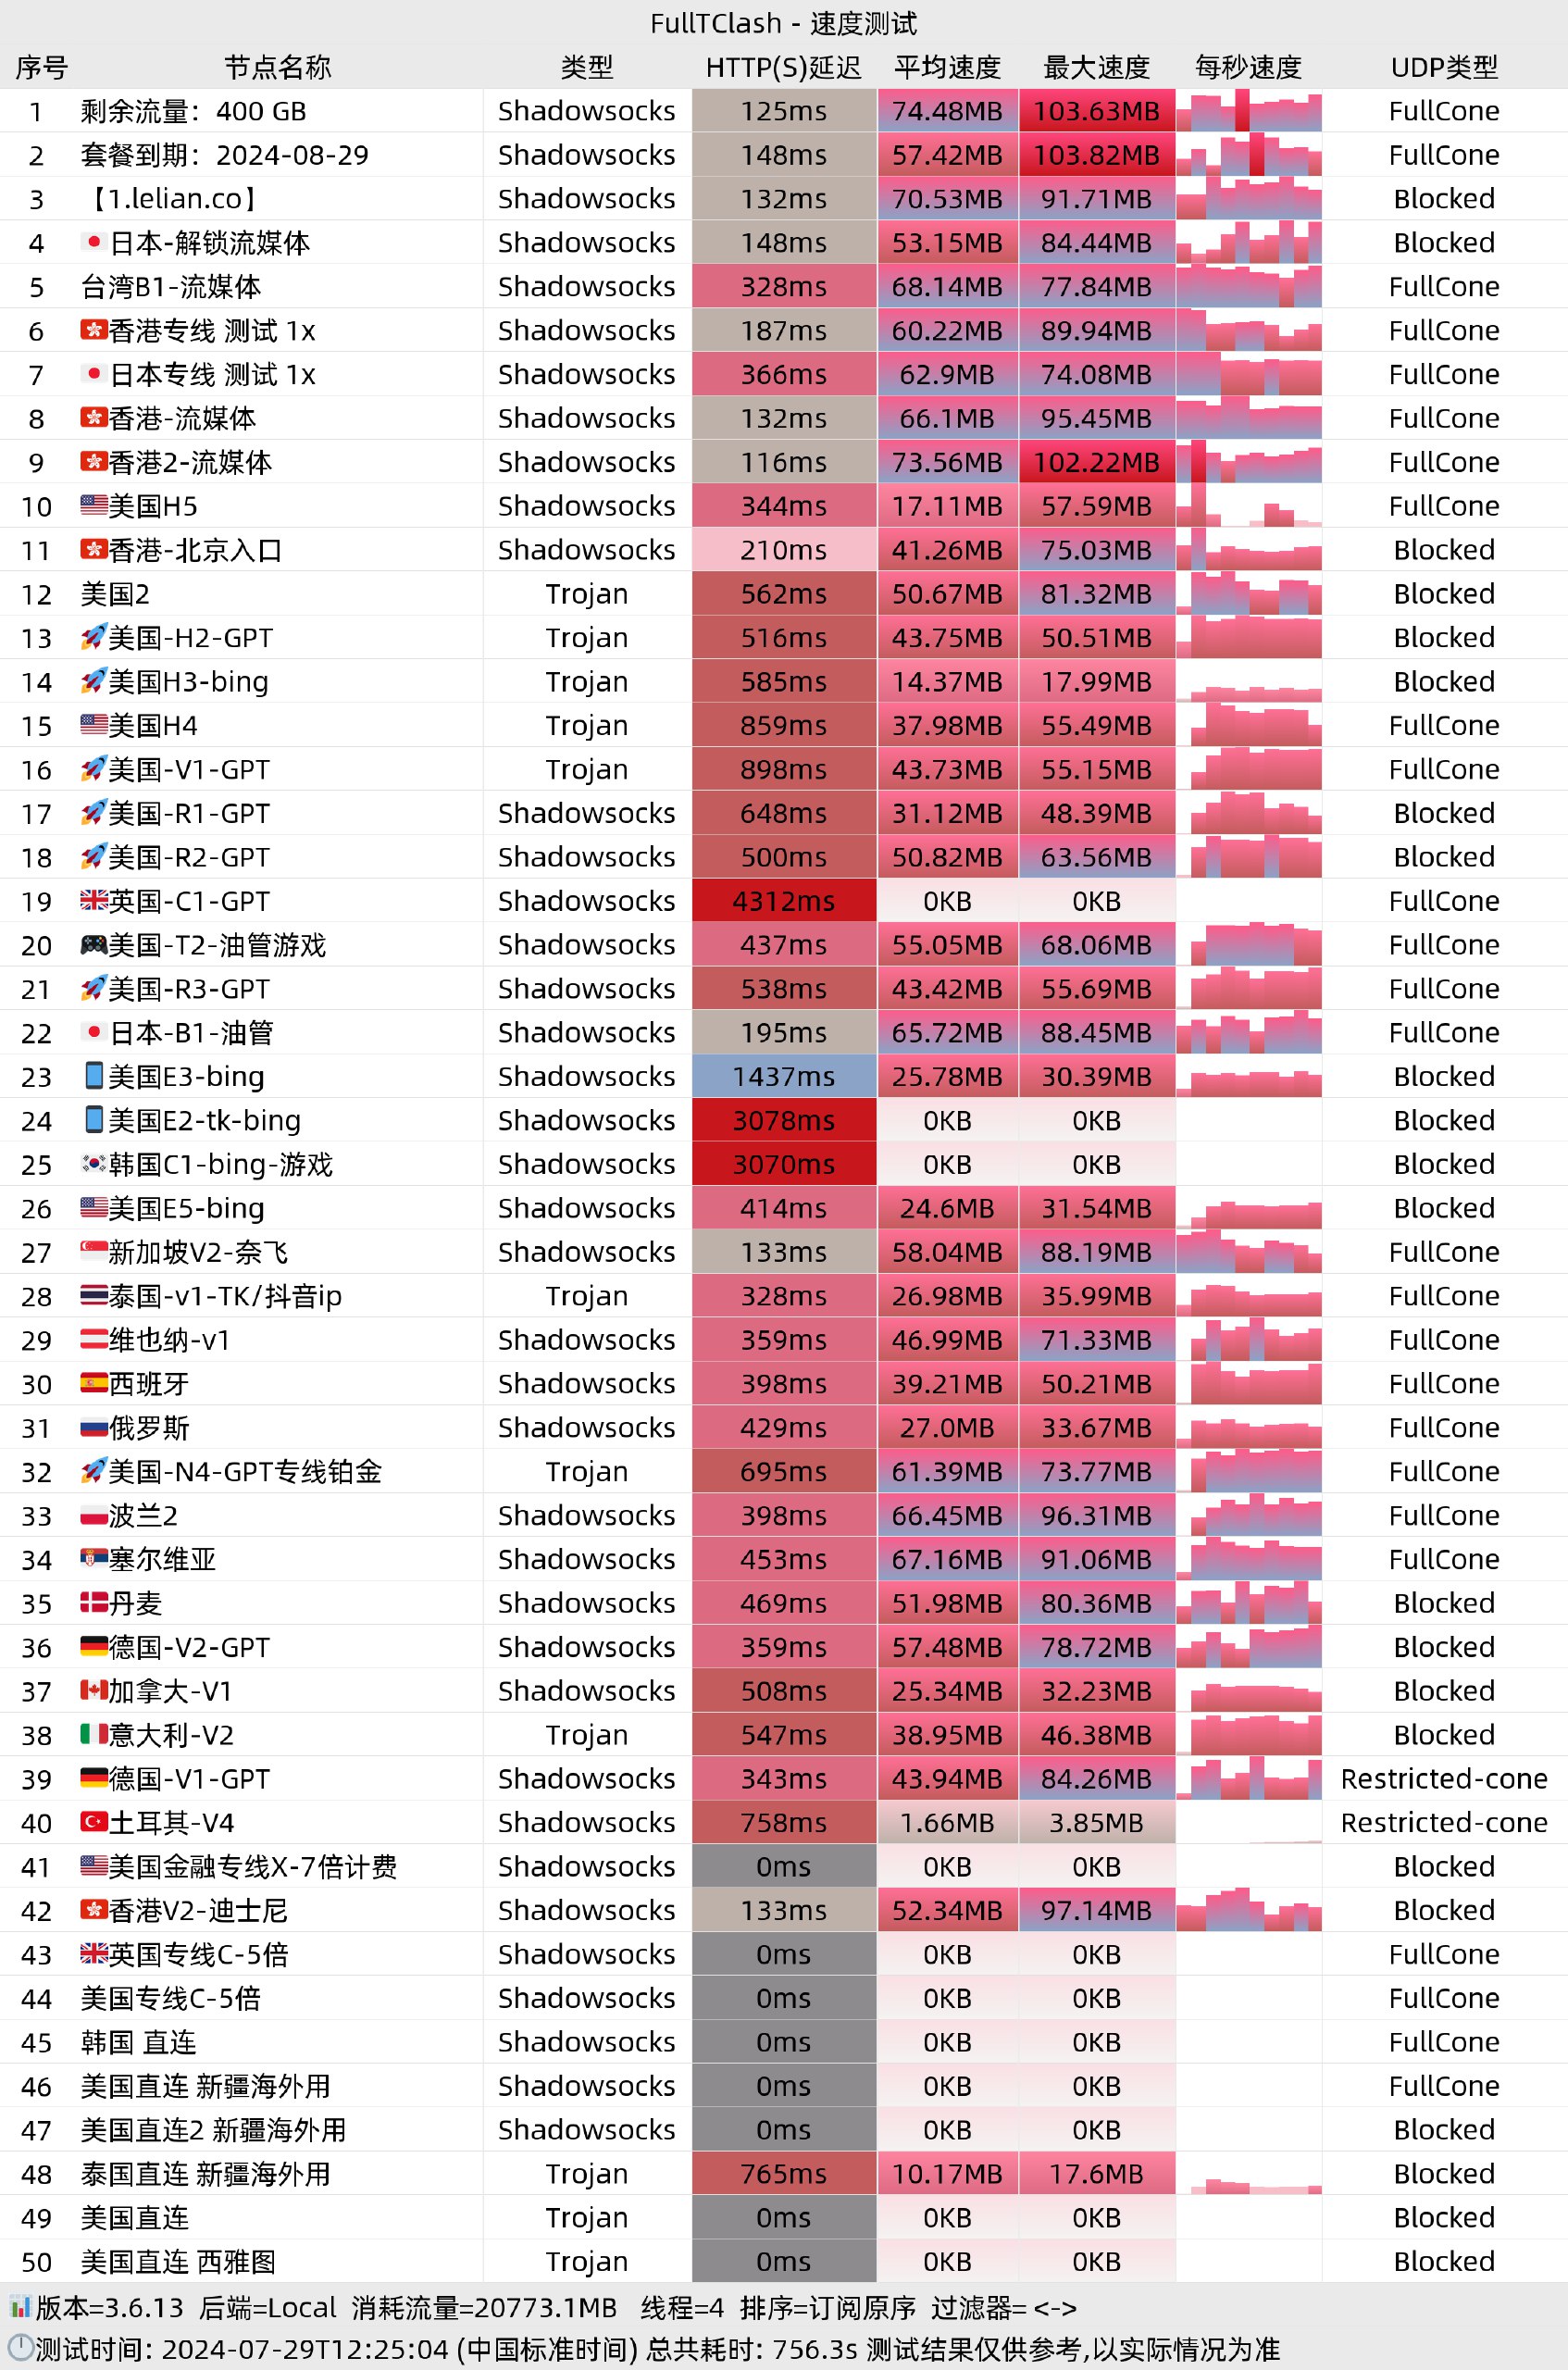 FullTClash - 速度测试
序号 节点名称 类型 HTTP(S)延迟 平均速度 最大速度 每秒速度 UDP类型
1 剩余流量：400 GB Shadowsocks 125ms 74.48MB 103.63MB FullCone
2 套餐到期：2024-08-29 Shadowsocks 148ms 57.42MB 103.82MB FullCone
3 【1.lelian.co】 Shadowsocks 132ms 70.53MB 91.71MB Blocked
4 🇯🇵日本-解锁流媒体 Shadowsocks 148ms 53.15MB 84.44MB Blocked
5 台湾B1-流媒体 Shadowsocks 328ms 68.14MB 77.84MB FullCone
6 🇭🇰香港专线 测试 1x Shadowsocks 187ms 60.22MB 89.94MB FullCone
7 🇯🇵日本专线 测试 1x Shadowsocks 366ms 62.9MB 74.08MB FullCone
8 🇭🇰香港-流媒体 Shadowsocks 132ms 66.1MB 95.45MB FullCone
9 🇭🇰香港2-流媒体 Shadowsocks 116ms 73.56MB 102.22MB FullCone
10 🇺🇸美国H5 Shadowsocks 344ms 17.11MB 57.59MB FullCone
11 🇭🇰香港-北京入口 Shadowsocks 210ms 41.26MB 75.03MB Blocked
12 美国2 Trojan 562ms 50.67MB 81.32MB Blocked
13 🚀美国-H2-GPT Trojan 516ms 43.75MB 50.51MB Blocked
14 🚀美国H3-bing Trojan 585ms 14.37MB 17.99MB Blocked
15 🇺🇸美国H4 Trojan 859ms 37.98MB 55.49MB FullCone
16 🚀美国-V1-GPT Trojan 898ms 43.73MB 55.15MB FullCone
17 🚀美国-R1-GPT Shadowsocks 648ms 31.12MB 48.39MB Blocked
18 🚀美国-R2-GPT Shadowsocks 500ms 50.82MB 63.56MB Blocked
19 🇬🇧英国-C1-GPT Shadowsocks 4312ms 0KB 0KB FullCone
20 🎮美国-T2-油管游戏 Shadowsocks 437ms 55.05MB 68.06MB FullCone
21 🚀美国-R3-GPT Shadowsocks 538ms 43.42MB 55.69MB FullCone
22 🇯🇵日本-B1-油管 Shadowsocks 195ms 65.72MB 88.45MB FullCone
23 📱美国E3-bing Shadowsocks 1437ms 25.78MB 30.39MB Blocked
24 📱美国E2-tk-bing Shadowsocks 3078ms 0KB 0KB Blocked
25 🇰🇷韩国C1-bing-游戏 Shadowsocks 3070ms 0KB 0KB Blocked
26 🇺🇸美国E5-bing Shadowsocks 414ms 24.6MB 31.54MB Blocked
27 🇸🇬新加坡V2-奈飞 Shadowsocks 133ms 58.04MB 88.19MB FullCone
28 🇹🇭泰国-v1-TK/抖音ip Trojan 328ms 26.98MB 35.99MB FullCone
29 🇦🇹维也纳-v1 Shadowsocks 359ms 46.99MB 71.33MB FullCone
30 🇪🇸西班牙 Shadowsocks 398ms 39.21MB 50.21MB FullCone
31 🇷🇺俄罗斯 Shadowsocks 429ms 27.0MB 33.67MB FullCone
32 🚀美国-N4-GPT专线铂金 Trojan 695ms 61.39MB 73.77MB FullCone
33 🇵🇱波兰2 Shadowsocks 398ms 66.45MB 96.31MB FullCone
34 🇷🇸塞尔维亚 Shadowsocks 453ms 67.16MB 91.06MB FullCone
35 🇩🇰丹麦 Shadowsocks 469ms 51.98MB 80.36MB Blocked
36 🇩🇪德国-V2-GPT Shadowsocks 359ms 57.48MB 78.72MB Blocked
37 🇨🇦加拿大-V1 Shadowsocks 508ms 25.34MB 32.23MB Blocked
38 🇮🇹意大利-V2 Trojan 547ms 38.95MB 46.38MB Blocked
39 🇩🇪德国-V1-GPT Shadowsocks 343ms 43.94MB 84.26MB Restricted-cone
40 🇹🇷土耳其-V4 Shadowsocks 758ms 1.66MB 3.85MB Restricted-cone
41 🇺🇸美国金融专线X-7倍计费 Shadowsocks 0ms 0KB 0KB Blocked
42 🇭🇰香港V2-迪士尼 Shadowsocks 133ms 52.34MB 97.14MB Blocked
43 🇬🇧英国专线C-5倍 Shadowsocks 0ms 0KB 0KB FullCone
44 美国专线C-5倍 Shadowsocks 0ms 0KB 0KB FullCone
45 韩国 直连 Shadowsocks 0ms 0KB 0KB FullCone
46 美国直连 新疆海外用 Shadowsocks 0ms 0KB 0KB FullCone
47 美国直连2 新疆海外用 Shadowsocks 0ms 0KB 0KB Blocked
48 泰国直连 新疆海外用 Trojan 765ms 10.17MB 17.6MB Blocked
49 美国直连 Trojan 0ms 0KB 0KB Blocked
50 美国直连 西雅图 Trojan 0ms 0KB 0KB Blocked
📊版本=3.6.13 后端=Local 消耗流量=20773.1MB 线程=4 排序=订阅原序 过滤器= <->
🕛测试时间: 2024-07-29T12:25:04 (中国标准时间) 总共耗时: 756.3s 测试结果仅供参考,以实际情况为准